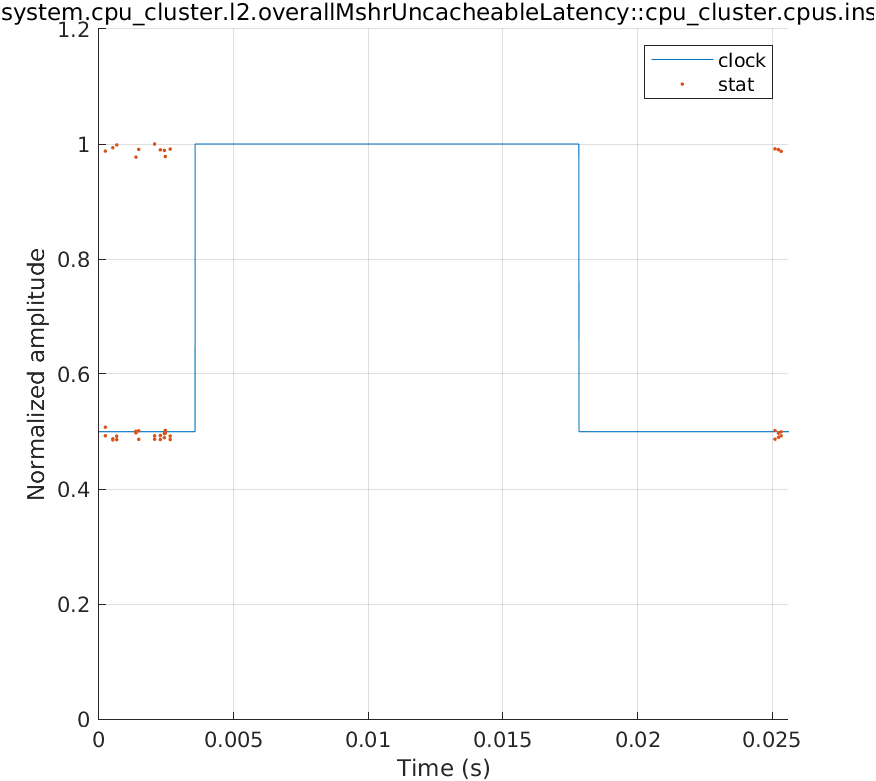 system.cpu_cluster.l2.overallMshrUncacheableLatency::cpu_cluster.cpus.ins
1.2
clock
stat
1
0.8
0.6
0.4
0.2
0
Normalized amplitude
0 0.005 0.01 0.015 0.02 0.025
Time (s)